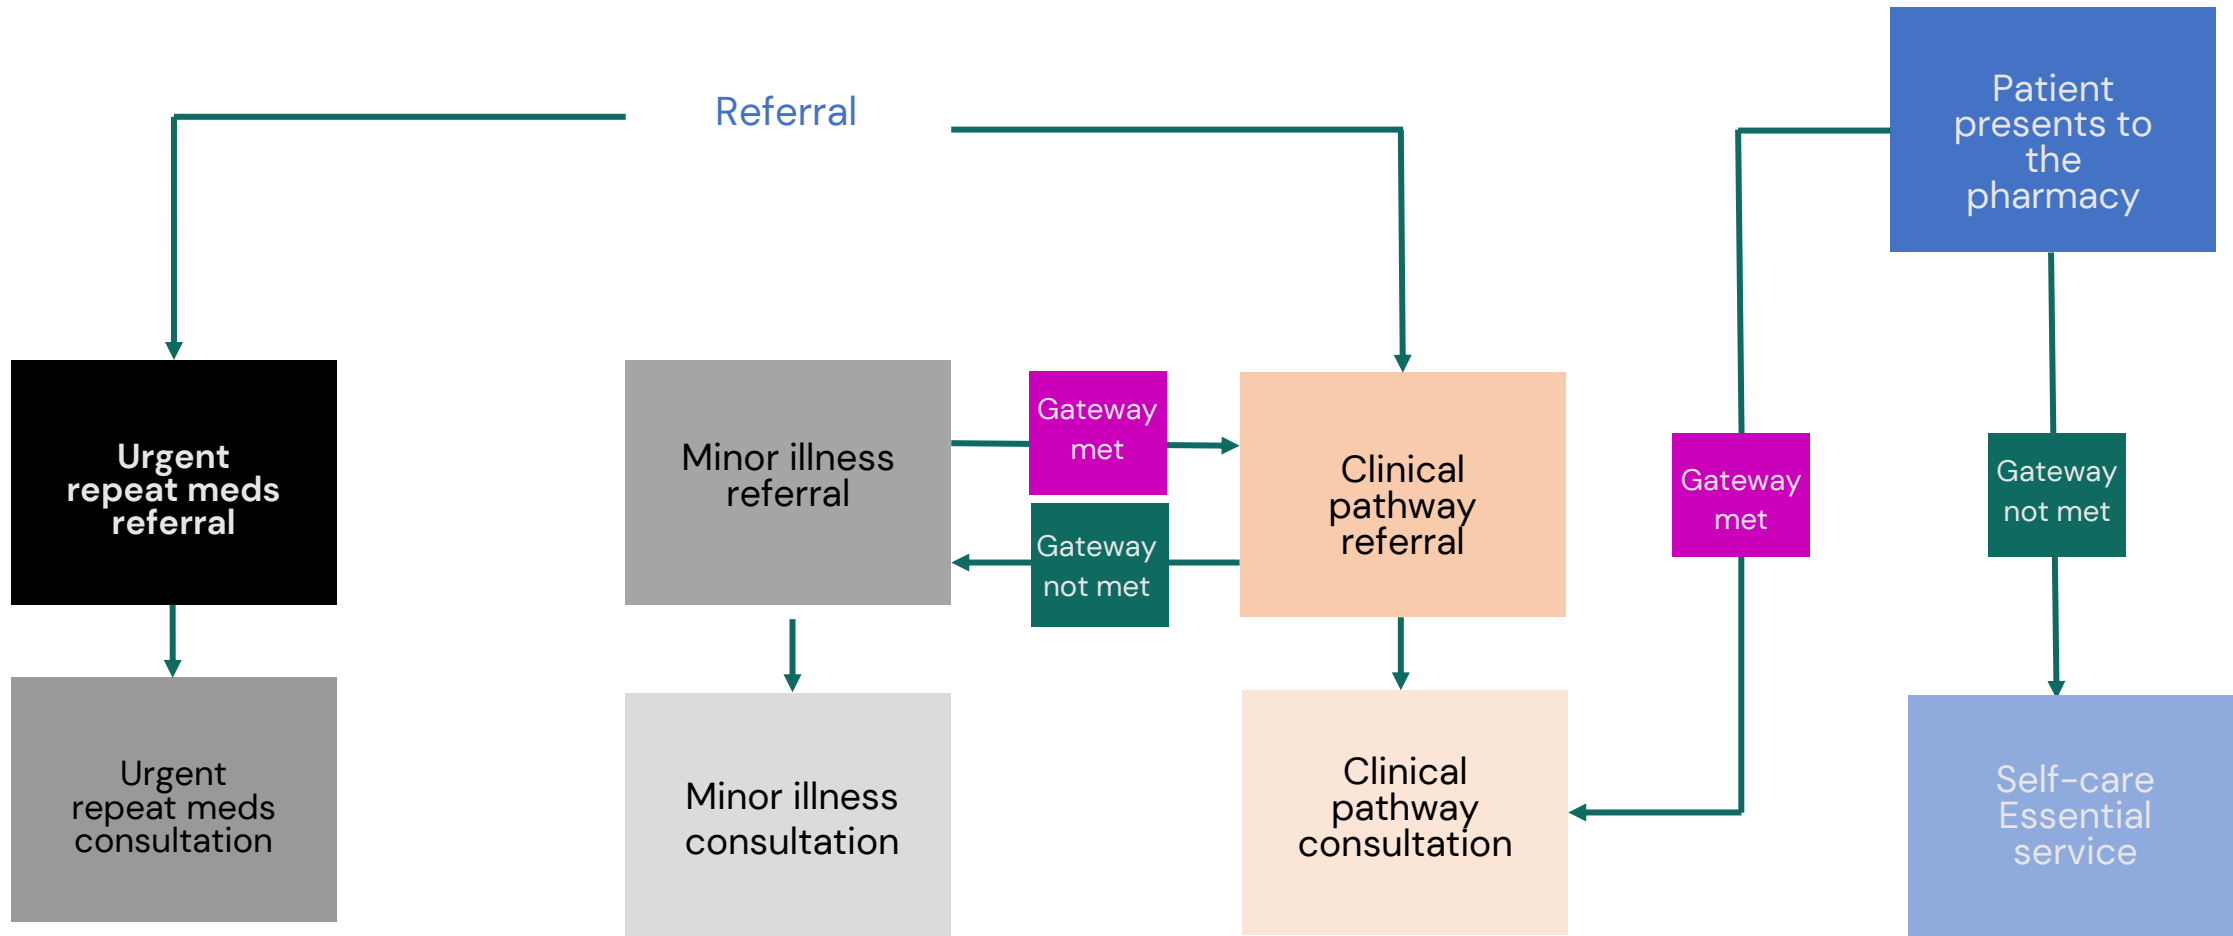 Referral
Patient
presents to
the
pharmacy
Urgent
repeat meds
referral
Minor illness
referral
Gateway
met
Gateway
not met
Clinical
pathway
referral
Gateway
met
Gateway
not met
Urgent
repeat meds
consultation
Minor illness
consultation
Clinical
pathway
consultation
Self-care
Essential
service